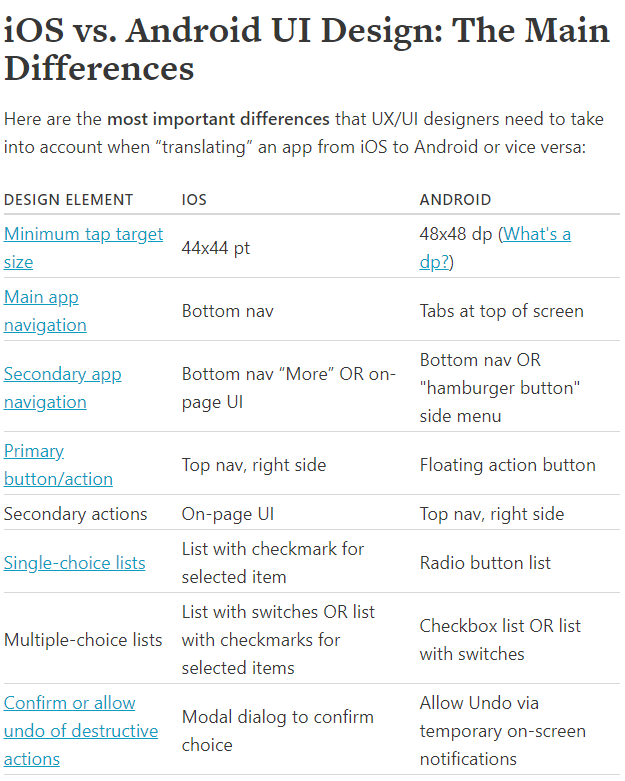 iOS vs. Android UI Design: The Main
Differences
Here are the most important differences that UX/UI designers need to take
into account when “translating” an app from iOS to Android or vice versa:
DESIGN ELEMENT IOS ANDROID
Minimum tap target
size
44x44 pt
48x48 dp (What's a
dp?)
Main app
navigation
Bottom nav
Tabs at top of screen
Secondary app
navigation
Bottom nav “More” OR on-
page UI
Bottom nav OR
"hamburger button"
side menu
Primary
button/action
Top nav, right side
Floating action button
Secondary actions
On-page UI
Top nav, right side
Single-choice lists
List with checkmark for
selected item
Radio button list
Multiple-choice lists
List with switches OR list
with checkmarks for
selected items
Checkbox list OR list
with switches
Confirm or allow
undo of destructive
actions
Modal dialog to confirm
choice
Allow Undo via
temporary on-screen
notifications